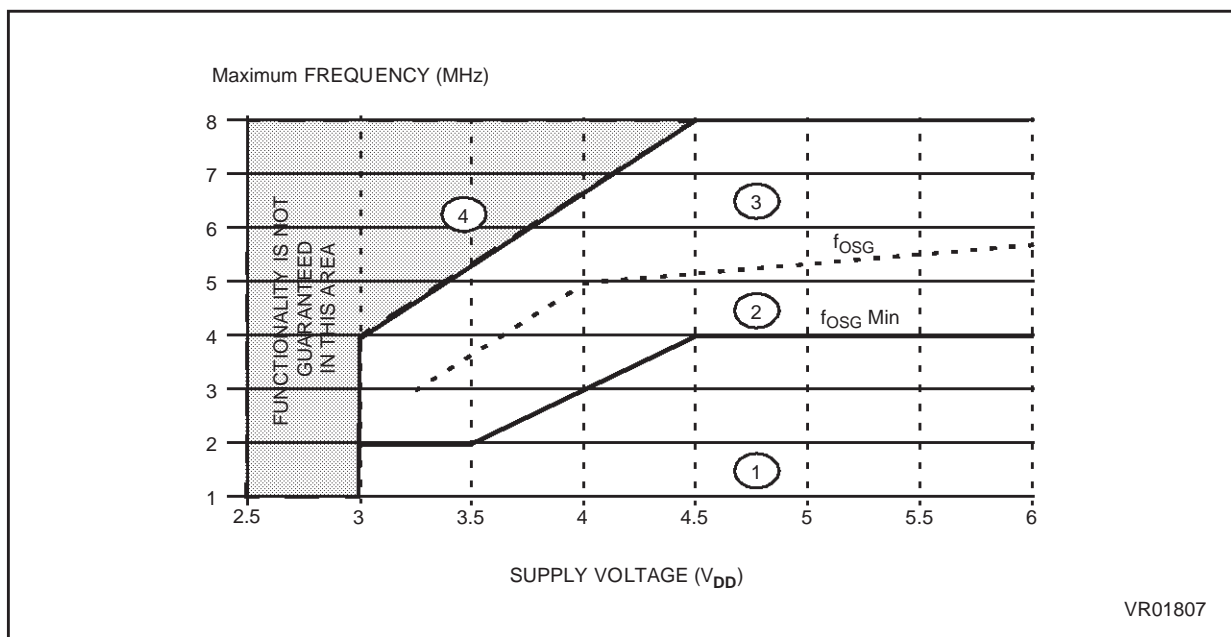 Maximum FREQUENCY (MHz)
8
7
6
5
4
3
2
1
FUNCTIONALITY IS NOT
GUARANTEED
IN THIS AREA
4
3
fOSG
2
fOSG Min
1
2.5 3 3.5 4 4.5 5 5.5 6
SUPPLY VOLTAGE (VDD)
VR01807